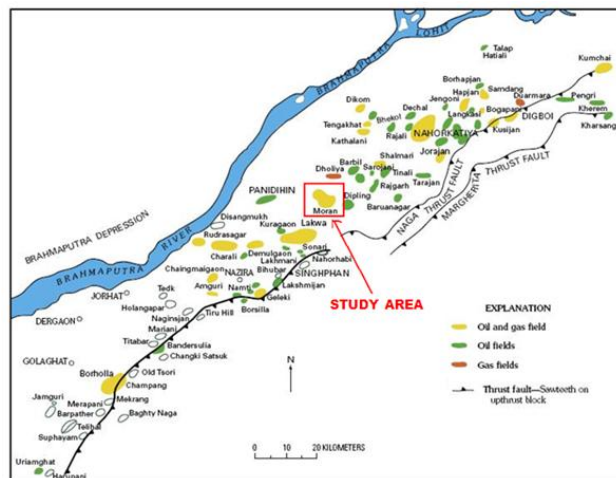 LOHIT
Talap
Hatiali
Kumchai
BRAHMAPUTRA
Borhapjan
Samdang
Hapjan
Duarmara
Jengoni
Pengri
Dikom
Dechal
Langkasi
Bogapani
Kherem
Bhekol
DIGBOI
Tengakhat
Rajali
NAHORKATIYA
Kusijan
Kharsang
Kathalani
Jorajan
Shalmari
Barbil
Sarojani
Dholiya
Tinali
Rajgarh
Tarajan
PANIDIHIN
Dipling
Moran
Baruanagar
NAGA THRUST FAULT
MARGHERITA THRUST FAULT
Disangmukh
Lakwa
Kuragaon
BRAHMAPUTRA DEPRESSION
RIVER
Rudrasagar
Sonari
Demulgaon
Nahorhabi
Charali
Lakhmani
BRAHMAPUTRA
Chaingmaigaon
NAZIRA
Bihubar
SINGHPHAN
Tedk
Namti
Lakshmijan
STUDY AREA
JORHAT
Amguri
Geleki
Holangapar
Borsilla
EXPLANATION
DERGAON
Naginsjan
Tiru Hill
Oil and gas field
Mariani
Titabar
Bandersulia
N
Oil fields
GOLAGHAT
Changki Satsuk
Gas fields
Borholla
Old Tsori
Champang
Thrust fault—Sawteeth on
upthrust block
Jamguri
Merapani
Mekrang
Barpather
Baghty Naga
Telihal
0 10 20
Suphayam
KILOMETERS
Uriamghat